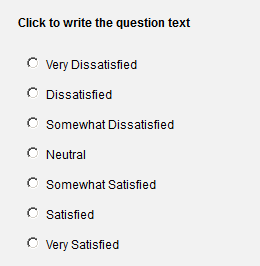 Click to write the question text
Very Dissatisfied
Dissatisfied
Somewhat Dissatisfied
Neutral
Somewhat Satisfied
Satisfied
Very Satisfied